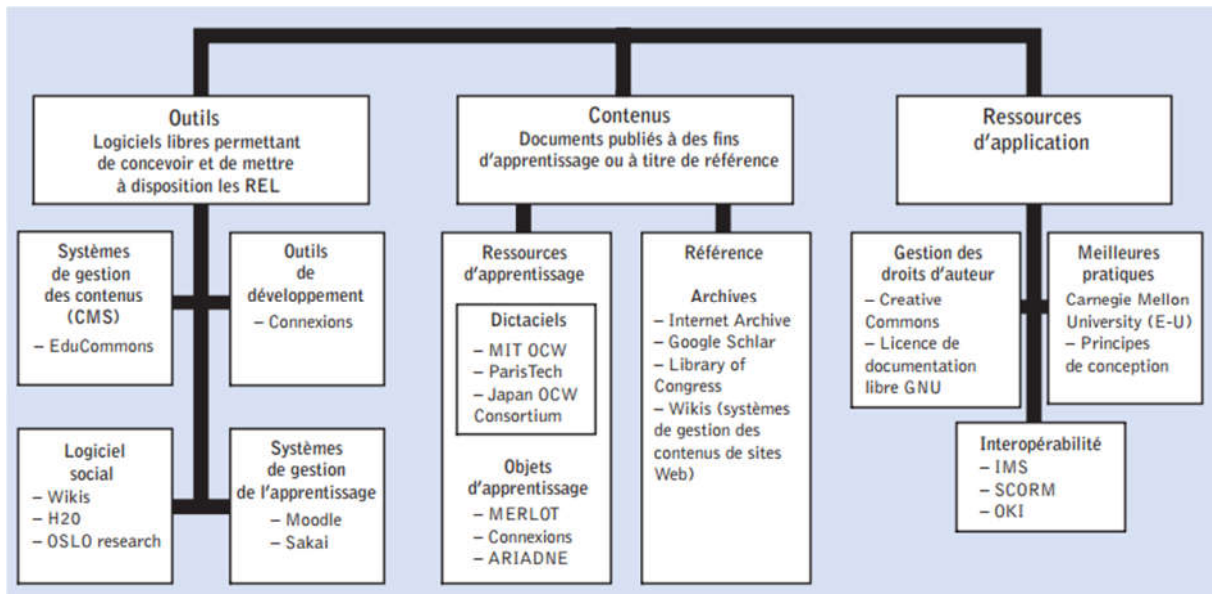 Outils
Logiciels libres permettant
de concevoir et de mettre
à disposition les REL
Systèmes
de gestion
des contenus
(CMS)
– EduCommons
Outils
de
développement
– Connexions
Logiciel
social
– Wikis
– H20
– OSLO research
Systèmes
de gestion
de l'apprentissage
– Moodle
– Sakai
Contenus
Documents publiés à des fins
d'apprentissage ou à titre de référence
Ressources
d'apprentissage
Dictaciels
– MIT OCW
– ParisTech
– Japan OCW
Consortium
Objets
d'apprentissage
– MERLOT
– Connexions
– ARIADNE
Référence
Archives
– Internet Archive
– Google Schlar
– Library of
Congress
– Wikis (systèmes
de gestion des
contenus de sites
Web)
Ressources
d'application
Gestion des
droits d'auteur
– Creative
Commons
– Licence de
documentation
libre GNU
Meilleures
pratiques
Carnegie Mellon
University (E-U)
– Principes
de conception
Interopérabilité
– IMS
– SCORM
– OKI